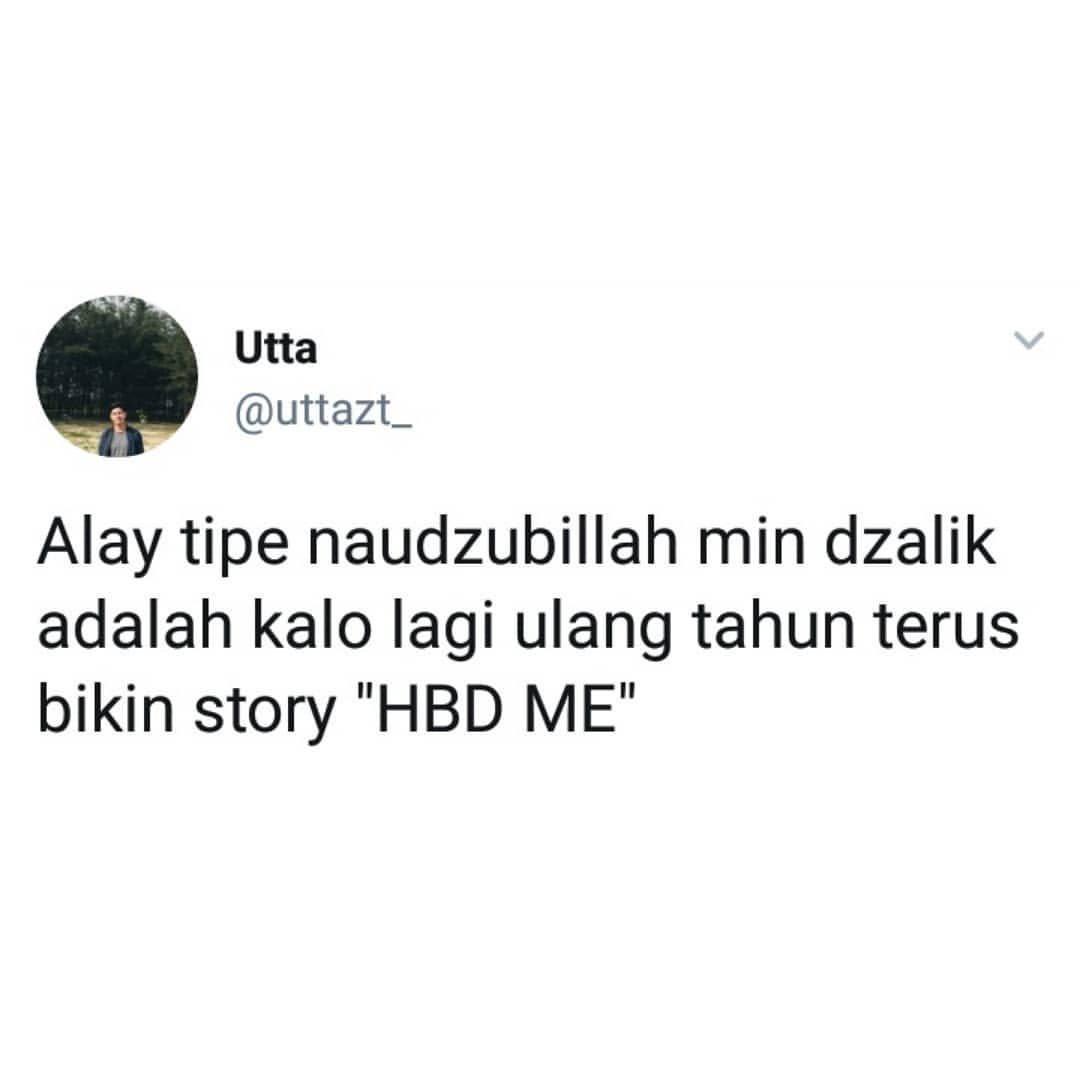 Utta
@uttazt_
Alay tipe naudzubillah min dzalik
adalah kalo lagi ulang tahun terus
bikin story "HBD ME"